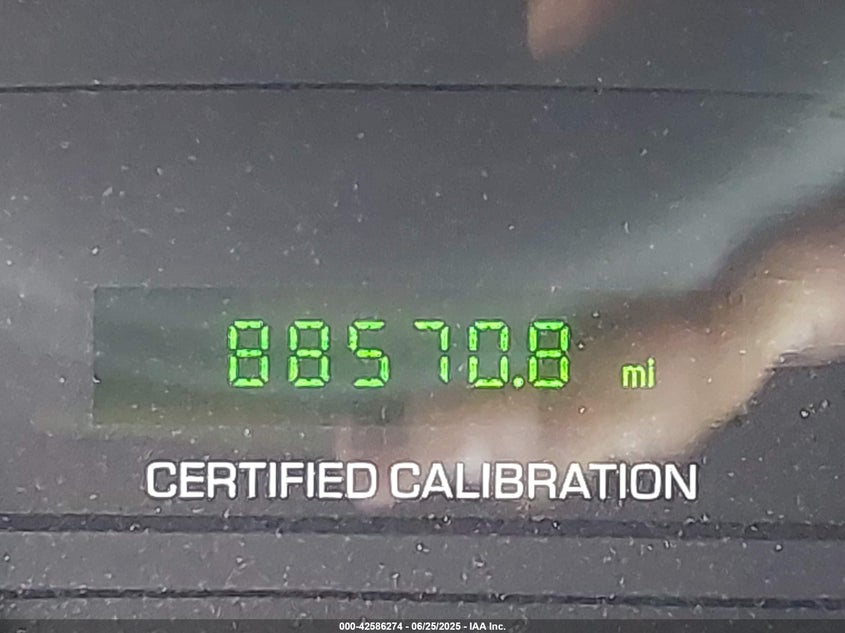 88570.8 mi
CERTIFIED CALIBRATION
000-42586274 - 06/25/2025 - IAA Inc.